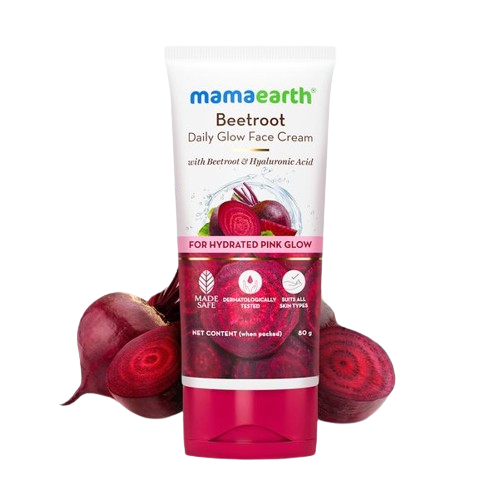 mamaearth®
Beetroot
Daily Glow Face Cream
with Beetroot & Hyaluronic Acid
FOR HYDRATED PINK GLOW
MADE
SAFE
DERMATOLOGICALLY
TESTED
SUITS ALL
SKIN TYPES
NET CONTENT (when packed) 80 g